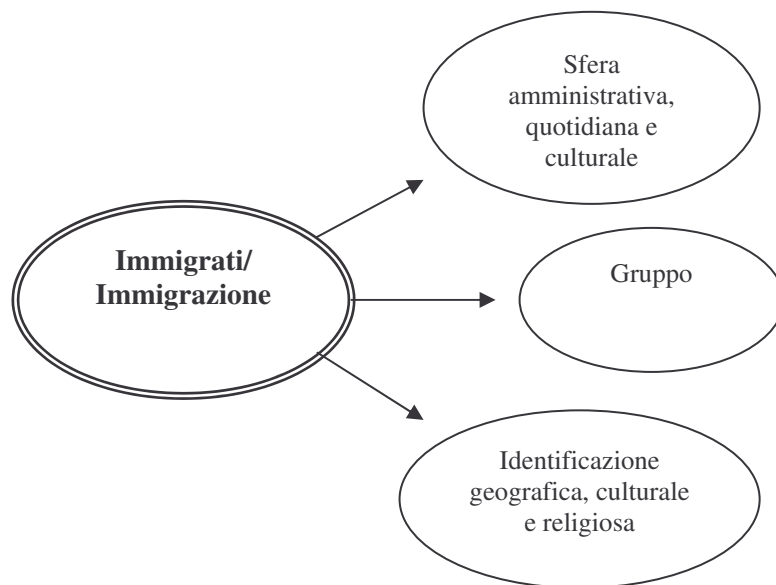 Sfera
amministrativa,
quotidiana e
culturale
Immigrati/
Immigrazione
Gruppo
Identificazione
geografica, culturale
e religiosa